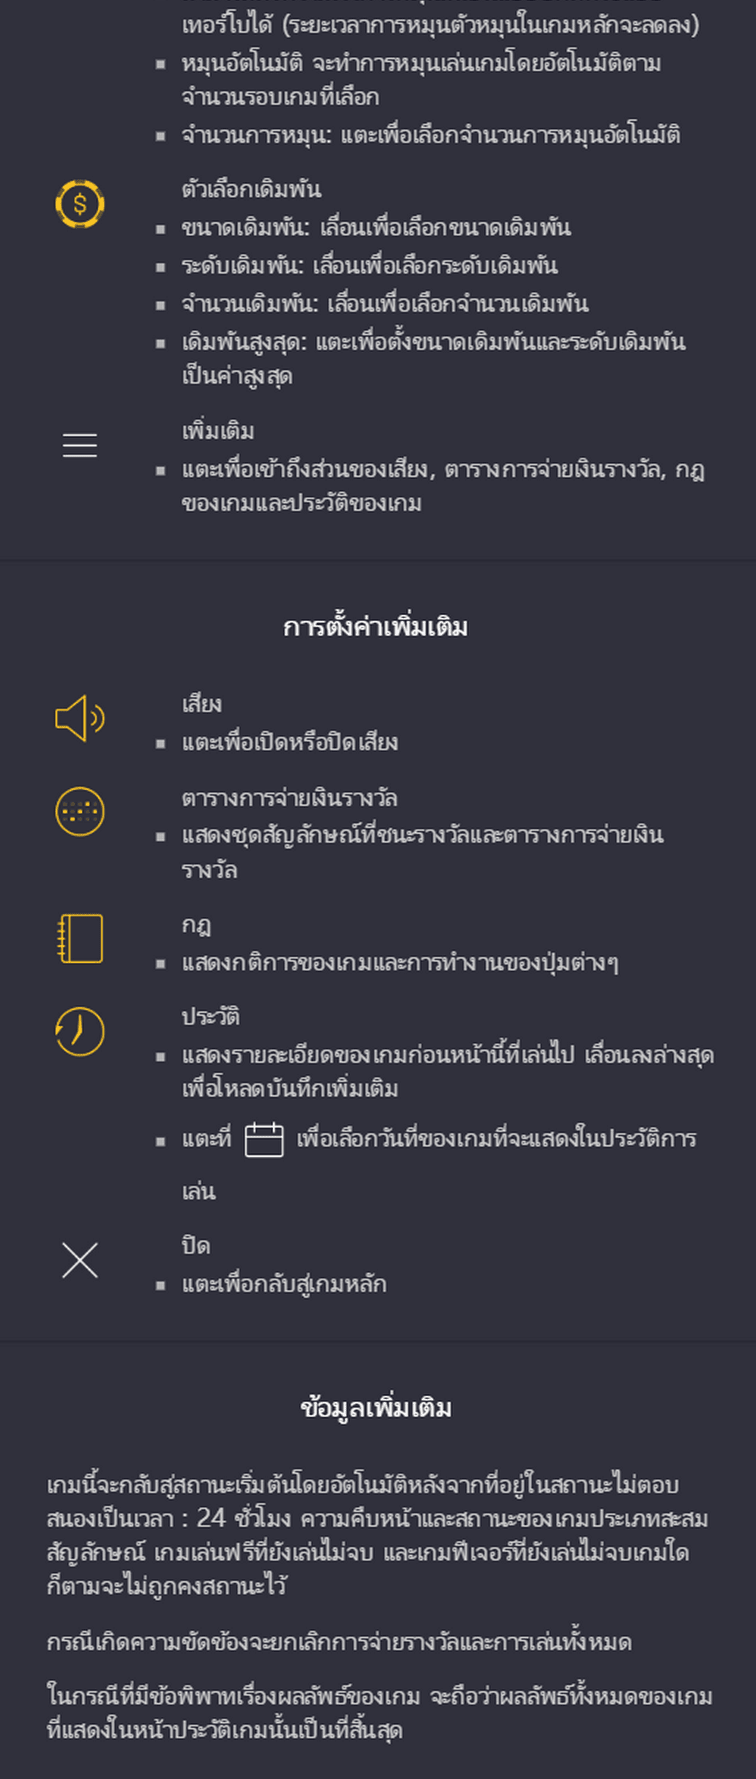 เทอร์โบได้ (ระยะเวลาการหมุนตัวหมุนในเกมหลักจะลดลง)
หมุนอัตโนมัติ จะทำการหมุนเล่นเกมโดยอัตโนมัติตาม
จำนวนรอบเกมที่เลือก
จำนวนการหมุน: แตะเพื่อเลือกจำนวนการหมุนอัตโนมัติ
ตัวเลือกเดิมพัน
ขนาดเดิมพัน: เลื่อนเพื่อเลือกขนาดเดิมพัน
ระดับเดิมพัน: เลื่อนเพื่อเลือกระดับเดิมพัน
จำนวนเดิมพัน: เลื่อนเพื่อเลือกจำนวนเดิมพัน
เดิมพันสูงสุด: แตะเพื่อตั้งขนาดเดิมพันและระดับเดิมพัน
เป็นค่าสูงสุด
เพิ่มเติม
แตะเพื่อเข้าถึงส่วนของเสียง, ตารางการจ่ายเงินรางวัล, กฎ
ของเกมและประวัติของเกม
การตั้งค่าเพิ่มเติม
เสียง
แตะเพื่อเปิดหรือปิดเสียง
ตารางการจ่ายเงินรางวัล
แสดงชุดสัญลักษณ์ที่ชนะรางวัลและตารางการจ่ายเงิน
รางวัล
กฎ
แสดงกติการของเกมและการทำงานของปุ่มต่างๆ
ประวัติ
แสดงรายละเอียดของเกมก่อนหน้านี้ที่เล่นไป เลื่อนลงล่างสุด
เพื่อโหลดบันทึกเพิ่มเติม
แตะที่ เพื่อเลือกวันที่ของเกมที่จะแสดงในประวัติการ
เล่น
ปิด
แตะเพื่อกลับสู่เกมหลัก
ข้อมูลเพิ่มเติม
เกมนี้จะกลับสู่สถานะเริ่มต้นโดยอัตโนมัติหลังจากที่อยู่ในสถานะไม่ตอบ
สนองเป็นเวลา : 24 ชั่วโมง ความคืบหน้าและสถานะของเกมประเภทสะสม
สัญลักษณ์ เกมเล่นฟรีที่ยังเล่นไม่จบ และเกมฟีเจอร์ที่ยังเล่นไม่จบเกมใด
ก็ตามจะไม่ถูกคงสถานะไว้
กรณีเกิดความขัดข้องจะยกเลิกการจ่ายรางวัลและการเล่นทั้งหมด
ในกรณีที่มีข้อพิพาทเรื่องผลลัพธ์ของเกม จะถือว่าผลลัพธ์ทั้งหมดของเกม
ที่แสดงในหน้าประวัติเกมนั้นเป็นที่สิ้นสุด